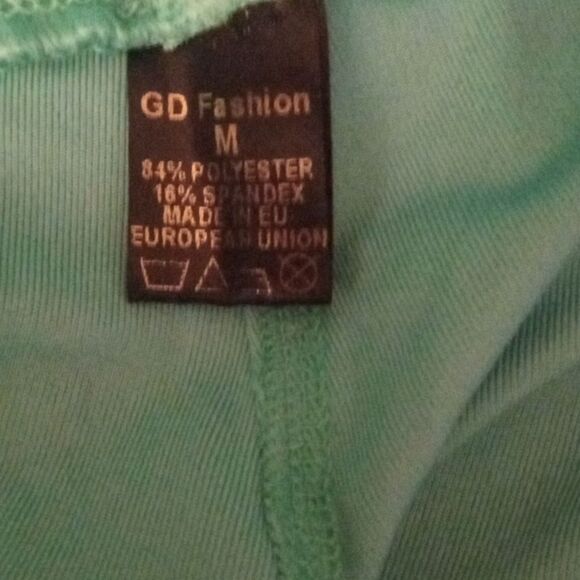 GD Fashion
M
84% POLYESTER
16% SPANDEX
MADE IN EU
EUROPEAN UNION